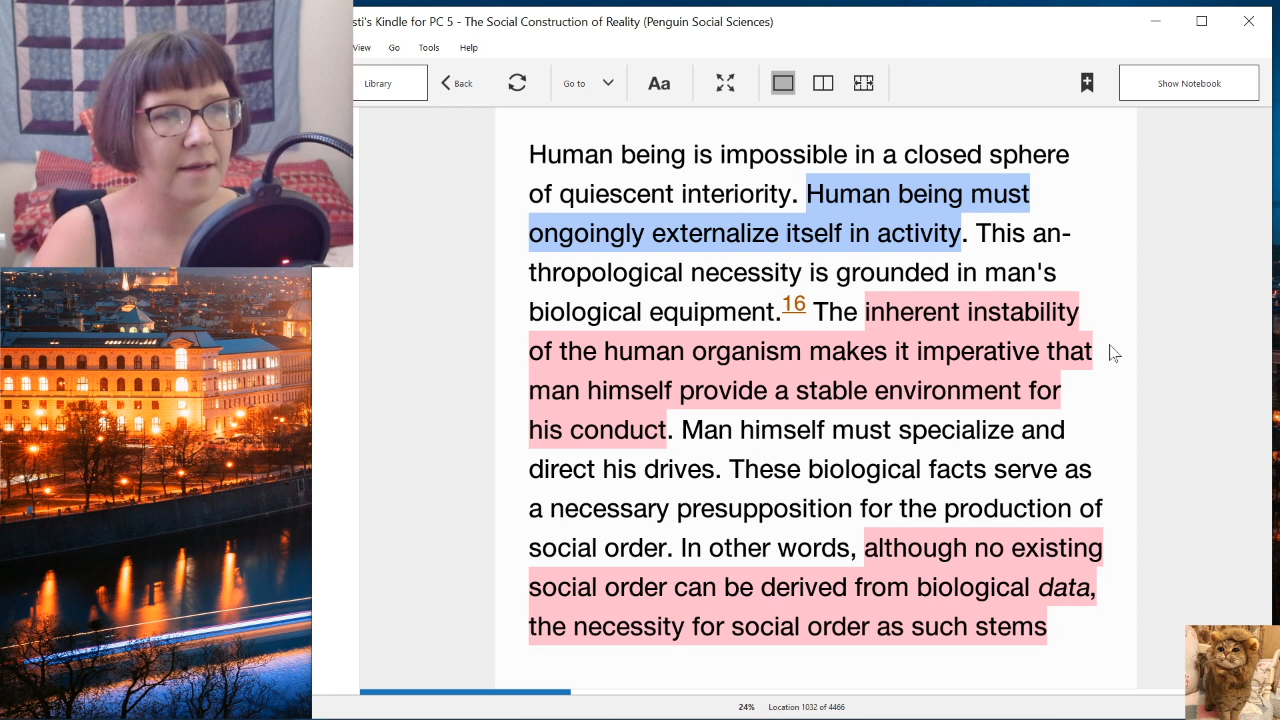 sti's Kindle for PC 5 - The Social Construction of Reality (Penguin Social Sciences)
View Go Tools Help
Library Back Go to Aa Show Notebook
Human being is impossible in a closed sphere
of quiescent interiority. Human being must
ongoingly externalize itself in activity. This an-
thropological necessity is grounded in man's
biological equipment.16 The inherent instability
of the human organism makes it imperative that
man himself provide a stable environment for
his conduct. Man himself must specialize and
direct his drives. These biological facts serve as
a necessary presupposition for the production of
social order. In other words, although no existing
social order can be derived from biological data,
the necessity for social order as such stems
24% Location 1032 of 4466